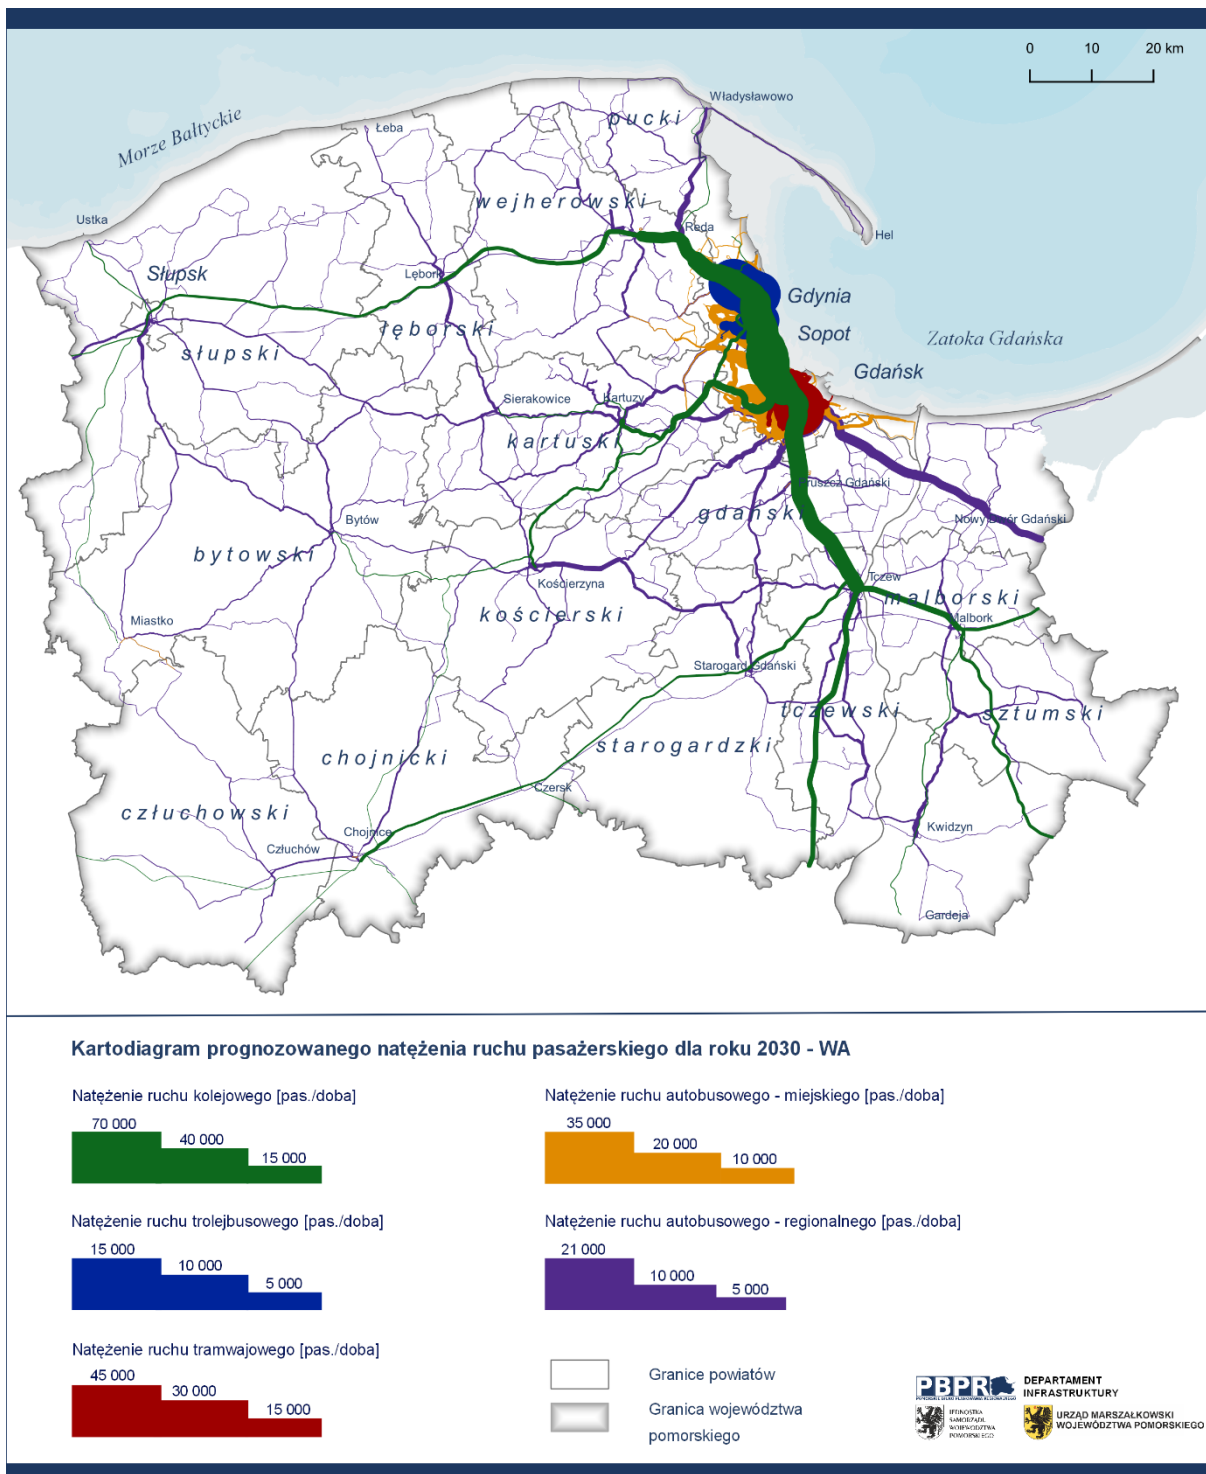 0 10 20 km
Władysławowo
pucki
Łeba
Morze Bałtyckie
wejherowski
Ustka
Reda
Hel
Słupsk
Lębork
Gdynia
łęborski
Sopot
Zatoka Gdańska
słupski
Gdańsk
Sierakowice
Kartuzy
kartuski
Pruszcz Gdański
gdański
Nowy Dwór Gdański
Bytów
bytowski
Kościerzyna
Tczew
malborski
kościerski
Malbork
Miastko
Starogard Gdański
tczewski
sztumski
starogardzki
chojnicki
Czersk
człuchowski
Chojnice
Kwidzyn
Człuchów
Gardeja
Kartodiagram prognozowanego natężenia ruchu pasażerskiego dla roku 2030 - WA
Natężenie ruchu kolejowego [pas./doba]
70 000
40 000
15 000
Natężenie ruchu autobusowego - miejskiego [pas./doba]
35 000
20 000
10 000
Natężenie ruchu trolejbusowego [pas./doba]
15 000
10 000
5 000
Natężenie ruchu autobusowego - regionalnego [pas./doba]
21 000
10 000
5 000
Natężenie ruchu tramwajowego [pas./doba]
45 000
30 000
15 000
Granice powiatów
Granica województwa
pomorskiego
PBPR
DEPARTAMENT
INFRASTRUKTURY
JEDNOSTKA
SAMORZĄDU
WOJEWÓDZTWA
POMORSKIEGO
URZĄD MARSZAŁKOWSKI
WOJEWÓDZTWA POMORSKIEGO